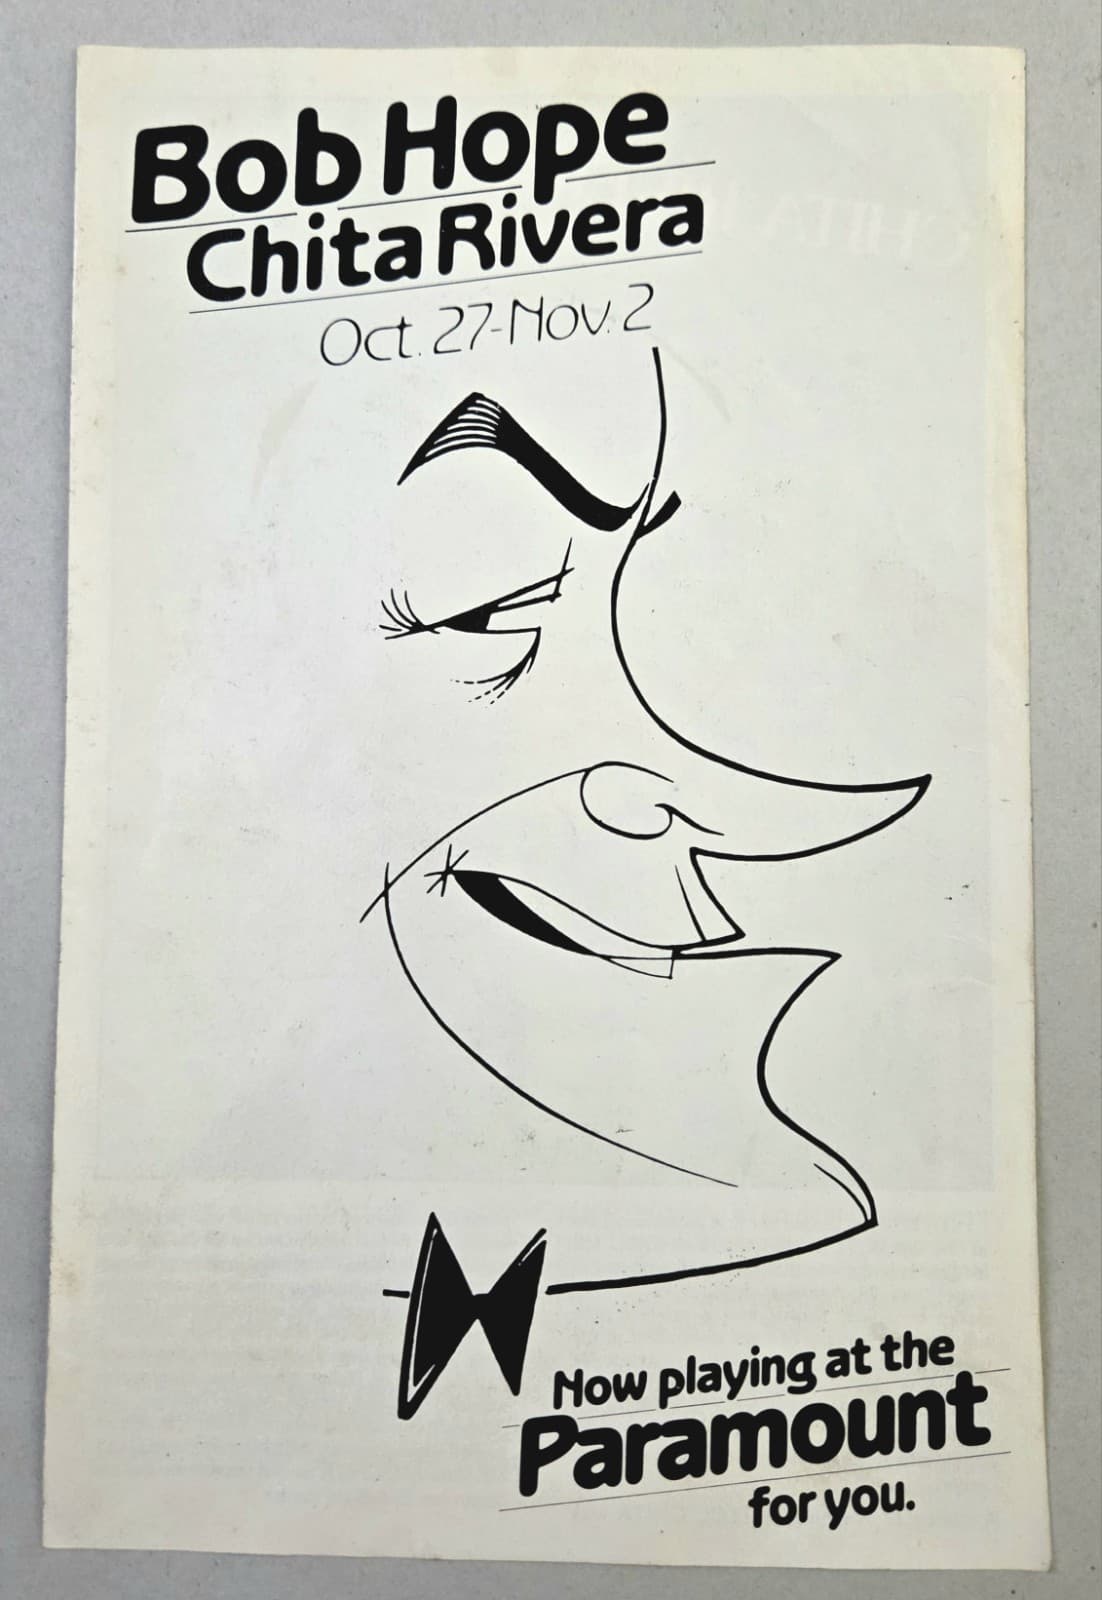 Bob Hope
Chita Rivera
Oct. 27-Nov. 2
Now playing at the
Paramount
for you.